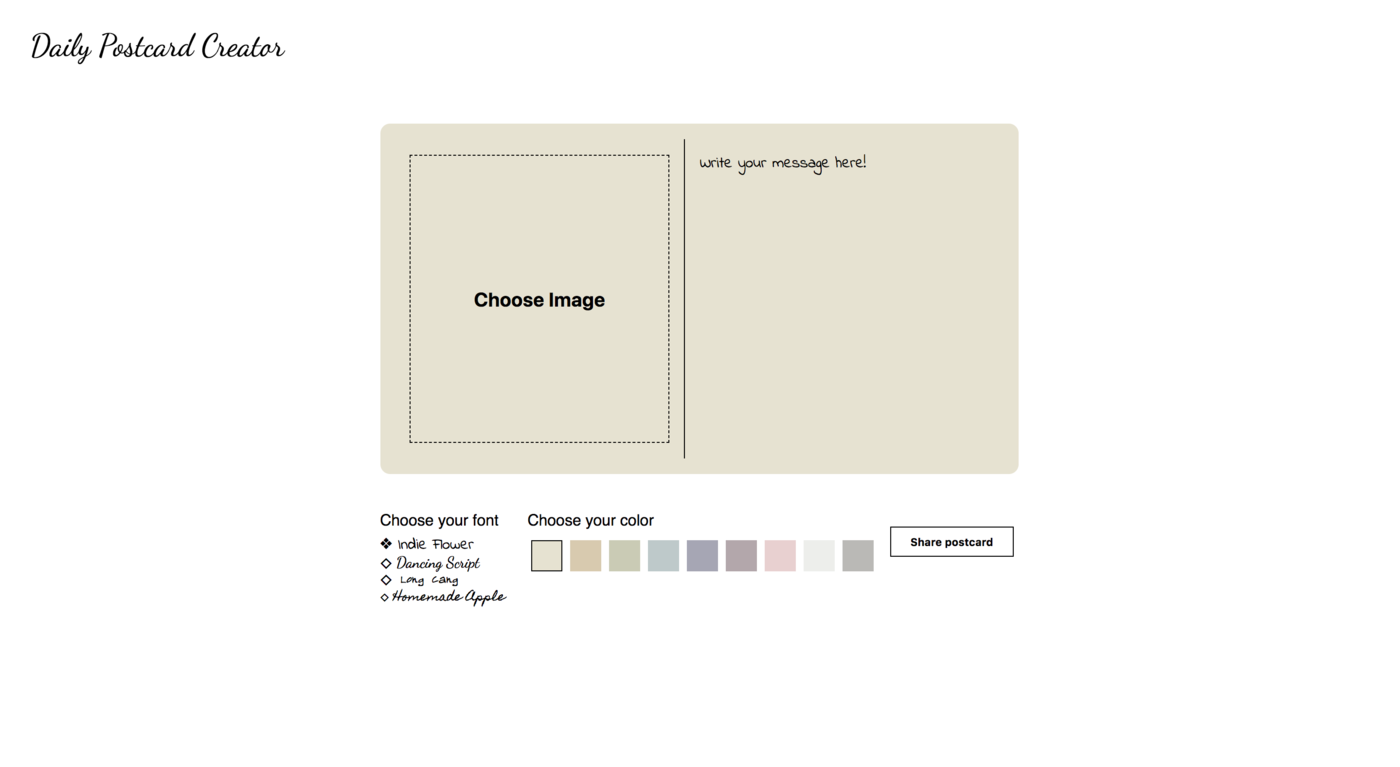 Daily Postcard Creator
Choose Image
write your message here!
Choose your font
Indie Flower
Dancing Script
Long Cang
Homemade Apple
Choose your color
Share postcard